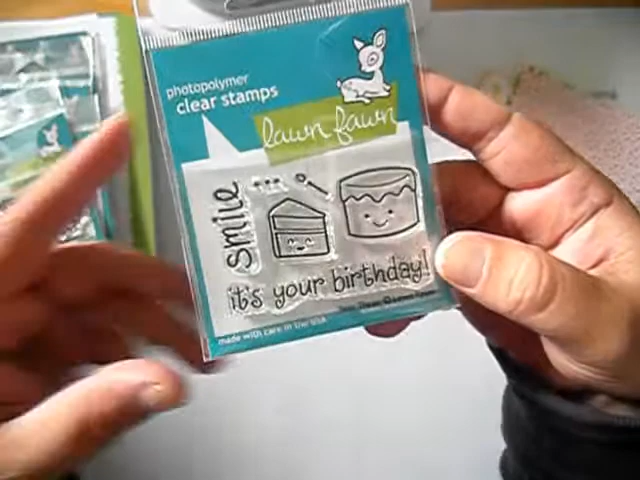 photopolymer
clear stamps
lawn fawn
smile
it's your birthday!
made with care in the USA